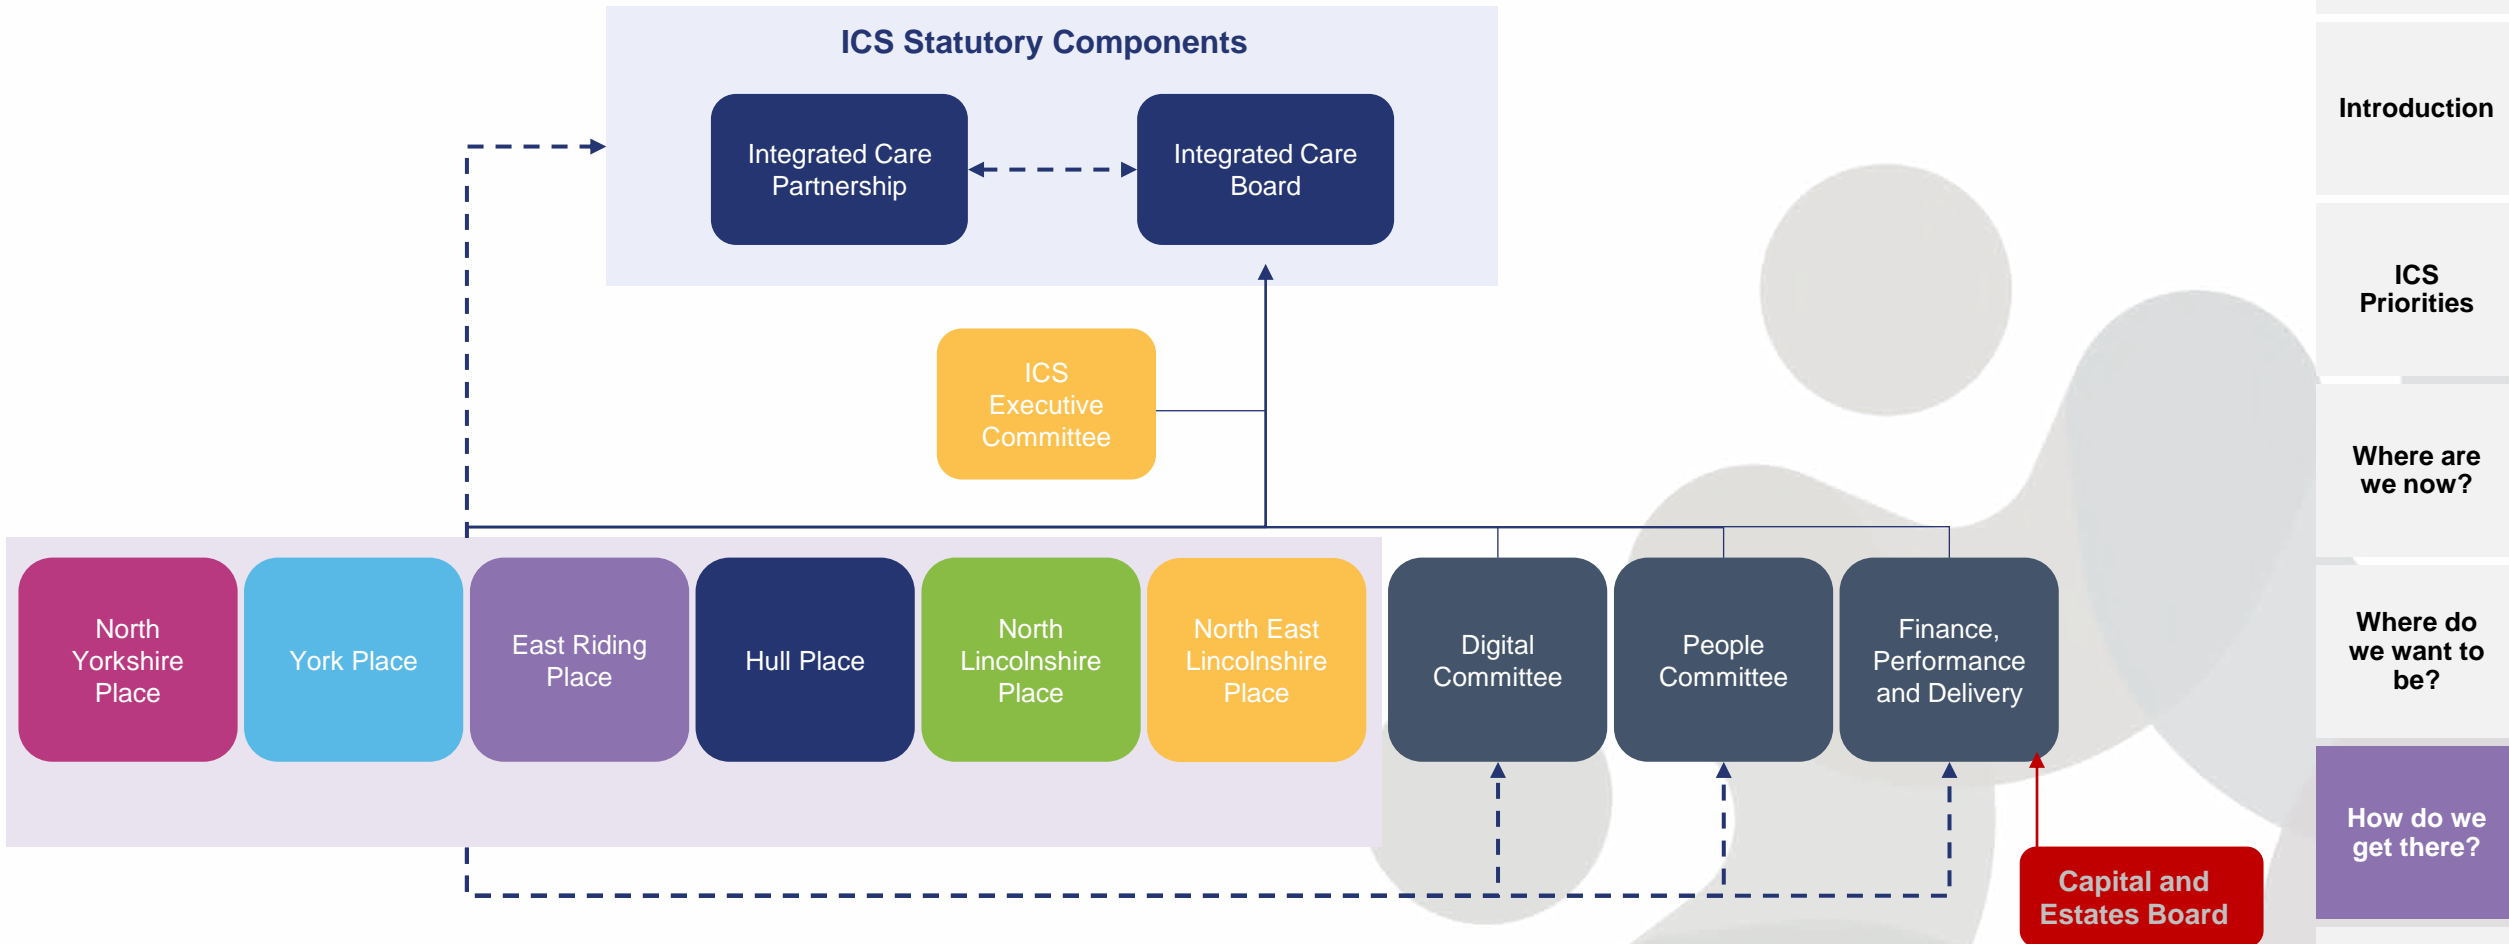 ICS Statutory Components
Integrated Care
Partnership
Integrated Care
Board
ICS
Executive
Committee
North
Yorkshire
Place
York Place
East Riding
Place
Hull Place
North
Lincolnshire
Place
North East
Lincolnshire
Place
Digital
Committee
People
Committee
Finance,
Performance
and Delivery
Capital and
Estates Board
Introduction
ICS
Priorities
Where are
we now?
Where do
we want to
be?
How do we
get there?